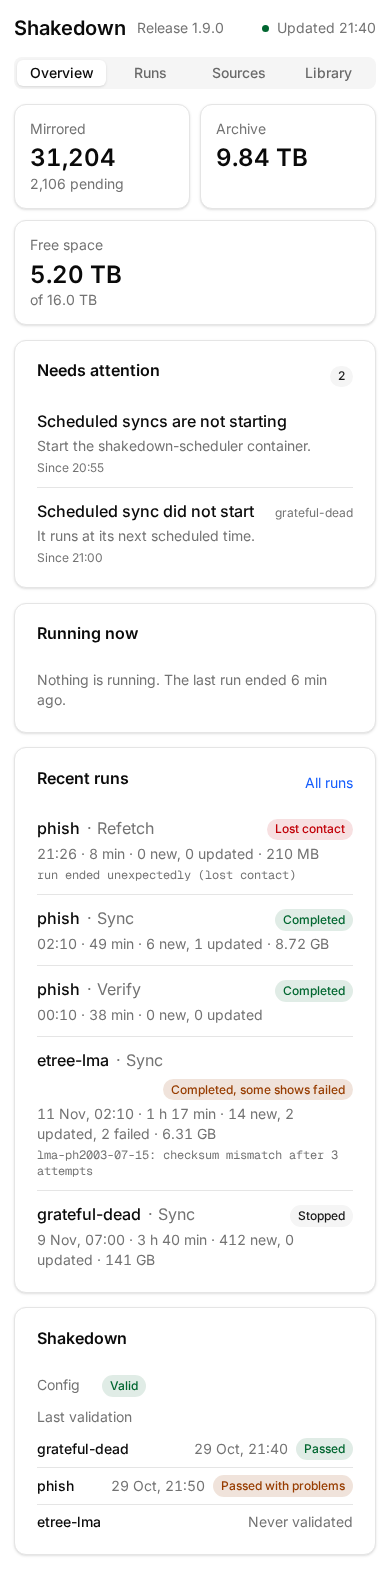 Shakedown Release 1.9.0 Updated 21:40
Overview Runs Sources Library
Mirrored
31,204
2,106 pending
Archive
9.84 TB
Free space
5.20 TB
of 16.0 TB
Needs attention 2
Scheduled syncs are not starting
Start the shakedown-scheduler container.
Since 20:55
Scheduled sync did not start grateful-dead
It runs at its next scheduled time.
Since 21:00
Running now
Nothing is running. The last run ended 6 min
ago.
Recent runs All runs
phish · Refetch Lost contact
21:26 · 8 min · 0 new, 0 updated · 210 MB
run ended unexpectedly (lost contact)
phish · Sync Completed
02:10 · 49 min · 6 new, 1 updated · 8.72 GB
phish · Verify Completed
00:10 · 38 min · 0 new, 0 updated
etree-lma · Sync
Completed, some shows failed
11 Nov, 02:10 · 1 h 17 min · 14 new, 2
updated, 2 failed · 6.31 GB
lma-ph2003-07-15: checksum mismatch after 3
attempts
grateful-dead · Sync Stopped
9 Nov, 07:00 · 3 h 40 min · 412 new, 0
updated · 141 GB
Shakedown
Config Valid
Last validation
grateful-dead 29 Oct, 21:40 Passed
phish 29 Oct, 21:50 Passed with problems
etree-lma Never validated